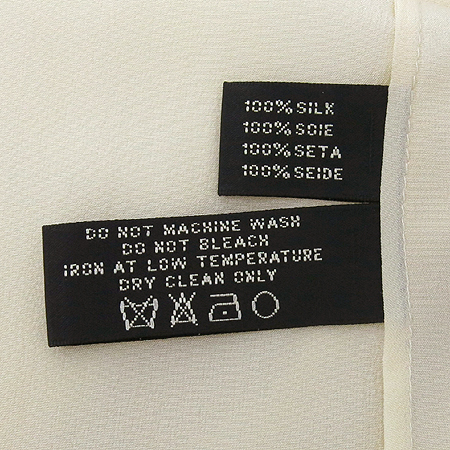 100% SILK
100% SOIE
100% SETA
100% SEIDE
DO NOT MACHINE WASH
DO NOT BLEACH
IRON AT LOW TEMPERATURE
DRY CLEAN ONLY